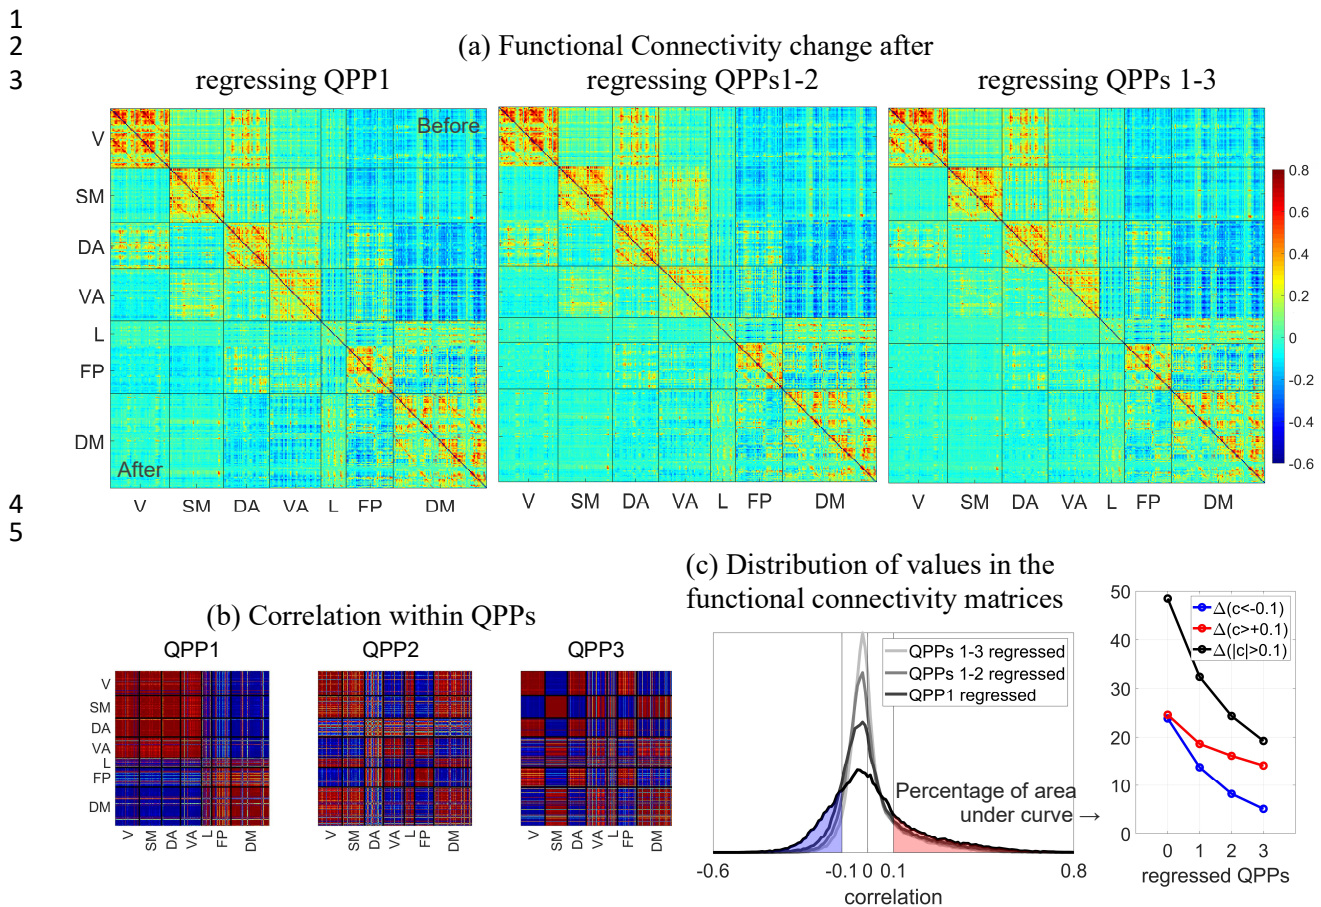 1
2
3
(a) Functional Connectivity change after
regressing QPP1
regressing QPPs1-2
regressing QPPs 1-3
Before
V
SM
DA
VA
L
FP
DM
After
V SM DA VA L FP DM
V SM DA VA L FP DM
V SM DA VA L FP DM
0.8
0.6
0.4
0.2
0
-0.2
-0.4
-0.6
4
5
(b) Correlation within QPPs
QPP1
QPP2
QPP3
V
SM
DA
VA
L
FP
DM
V SM DA VA L FP DM
V SM DA VA L FP DM
V SM DA VA L FP DM
(c) Distribution of values in the
functional connectivity matrices
QPPs 1-3 regressed
QPPs 1-2 regressed
QPP1 regressed
Percentage of area
under curve →
-0.6 -0.1 0 0.1 0.8
correlation
50
40
30
20
10
0
Δ(c<-0.1)
Δ(c>+0.1)
Δ(|c|>0.1)
0 1 2 3
regressed QPPs